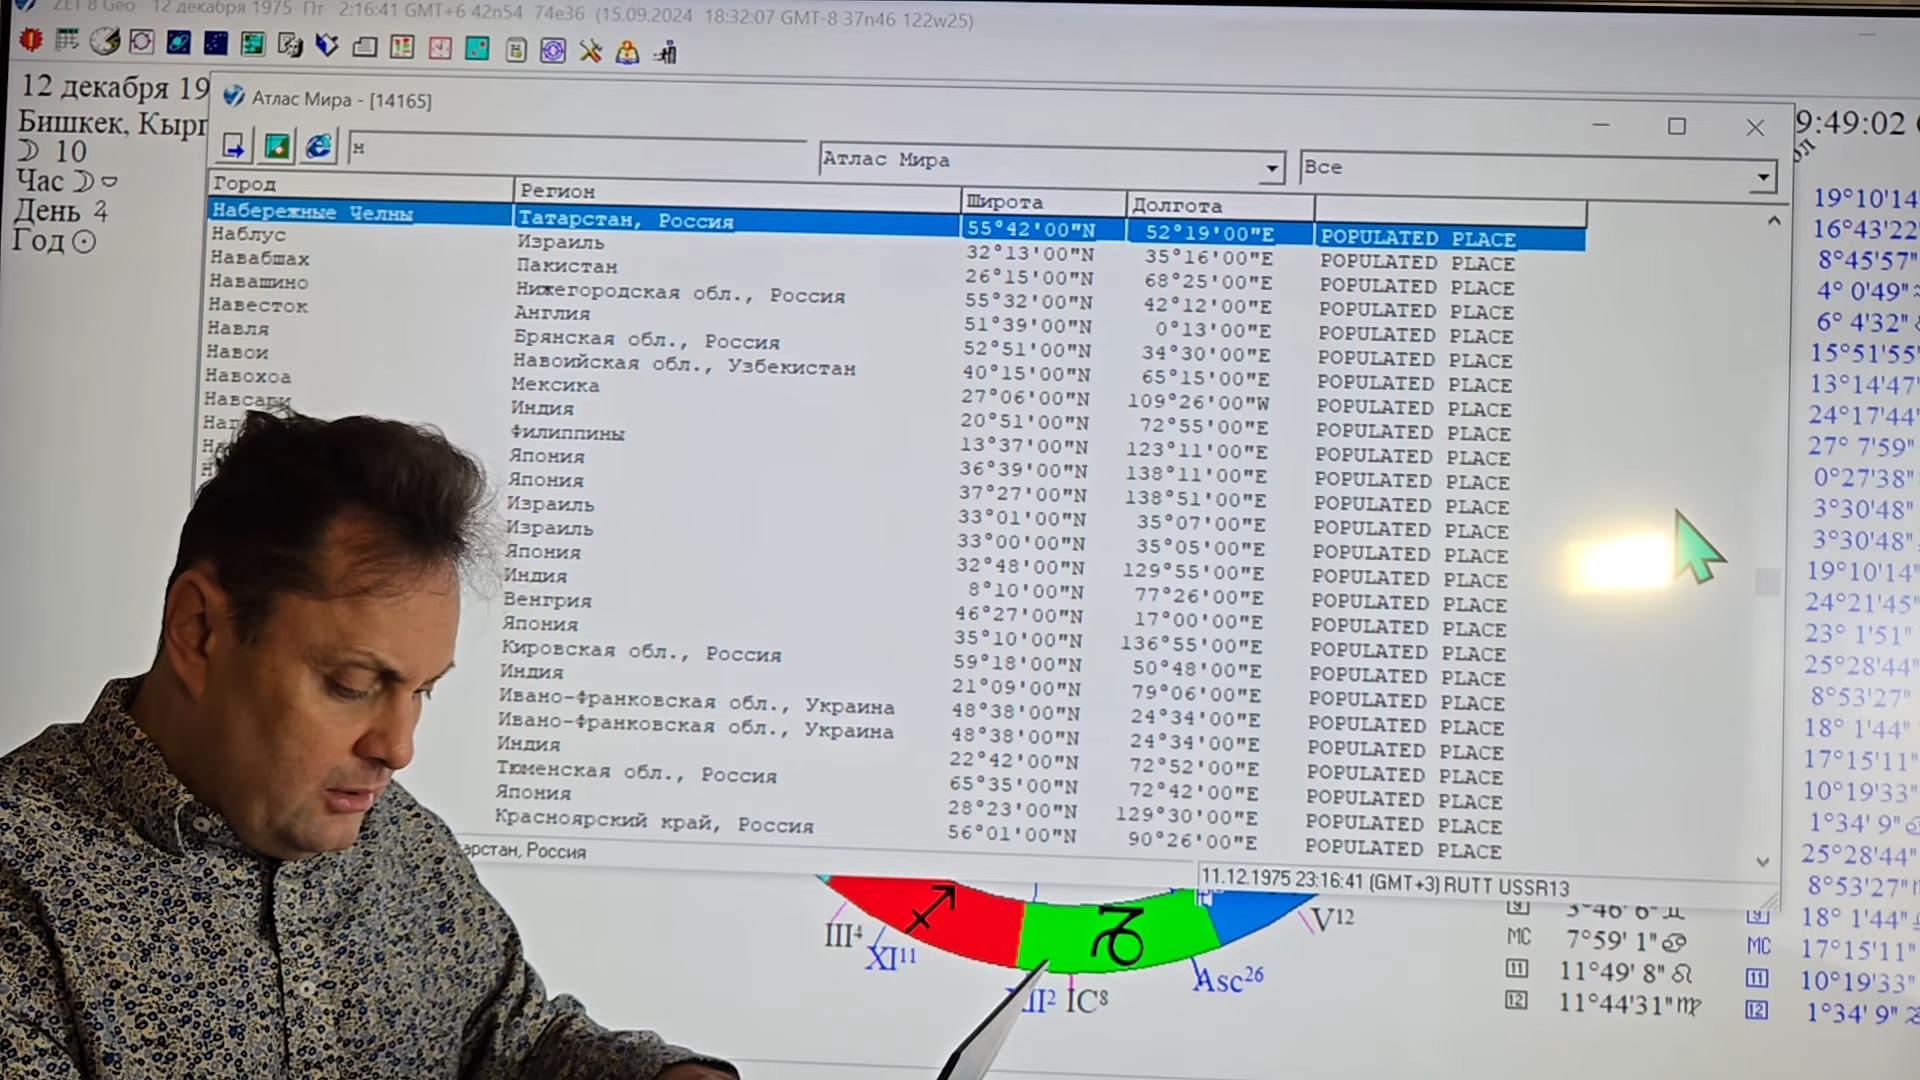 ZET 8 Geo 12 декабря 1975 Пт 2:16:41 GMT+6 42n54 74e36 (15.09.2024 18:32:07 GMT-8 37n46 122w25)
12 декабря 19
Бишкек, Кырг
10
Час
День
Год
Атлас Мира - [14165]
н
Атлас Мира
Все
Город Регион Широта Долгота
Набережные Челны Татарстан, Россия 55°42'00"N 52°19'00"E POPULATED PLACE
Наблус Израиль 32°13'00"N 35°16'00"E POPULATED PLACE
Навабшах Пакистан 26°15'00"N 68°25'00"E POPULATED PLACE
Навашино Нижегородская обл., Россия 55°32'00"N 42°12'00"E POPULATED PLACE
Навесток Англия 51°39'00"N 0°13'00"E POPULATED PLACE
Навля Брянская обл., Россия 52°51'00"N 34°30'00"E POPULATED PLACE
Навои Навоийская обл., Узбекистан 40°15'00"N 65°15'00"E POPULATED PLACE
Навохоа Мексика 27°06'00"N 109°26'00"W POPULATED PLACE
Навсари Индия 20°51'00"N 72°55'00"E POPULATED PLACE
Филиппины 13°37'00"N 123°11'00"E POPULATED PLACE
Япония 36°39'00"N 138°11'00"E POPULATED PLACE
Япония 37°27'00"N 138°51'00"E POPULATED PLACE
Израиль 33°01'00"N 35°07'00"E POPULATED PLACE
Израиль 33°00'00"N 35°05'00"E POPULATED PLACE
Япония 32°48'00"N 129°55'00"E POPULATED PLACE
Индия 8°10'00"N 77°26'00"E POPULATED PLACE
Венгрия 46°27'00"N 17°00'00"E POPULATED PLACE
Япония 35°10'00"N 136°55'00"E POPULATED PLACE
Кировская обл., Россия 59°18'00"N 50°48'00"E POPULATED PLACE
Индия 21°09'00"N 79°06'00"E POPULATED PLACE
Ивано-Франковская обл., Украина 48°38'00"N 24°34'00"E POPULATED PLACE
Ивано-Франковская обл., Украина 48°38'00"N 24°34'00"E POPULATED PLACE
Индия 22°42'00"N 72°52'00"E POPULATED PLACE
Тюменская обл., Россия 65°35'00"N 72°42'00"E POPULATED PLACE
Япония 28°23'00"N 129°30'00"E POPULATED PLACE
Красноярский край, Россия 56°01'00"N 90°26'00"E POPULATED PLACE
арстан, Россия
11.12.1975 23:16:41 (GMT+3) RUTT USSR13
9:49:02
19°10'14
16°43'22
8°45'57"
4° 0'49"
6° 4'32"
15°51'55"
13°14'47"
24°17'44"
27° 7'59"
0°27'38"
3°30'48"
3°30'48"
19°10'14"
24°21'45"
23° 1'51"
25°28'44"
8°53'27"
18° 1'44"
17°15'11"
10°19'33"
1°34' 9"
25°28'44"
8°53'27"
III4
XI11
IC8
Asc26
V12
9 3°46' 6" 9 18° 1'44"
MC 7°59' 1" MC 17°15'11"
11 11°49' 8" 11 10°19'33"
12 11°44'31" 12 1°34' 9"